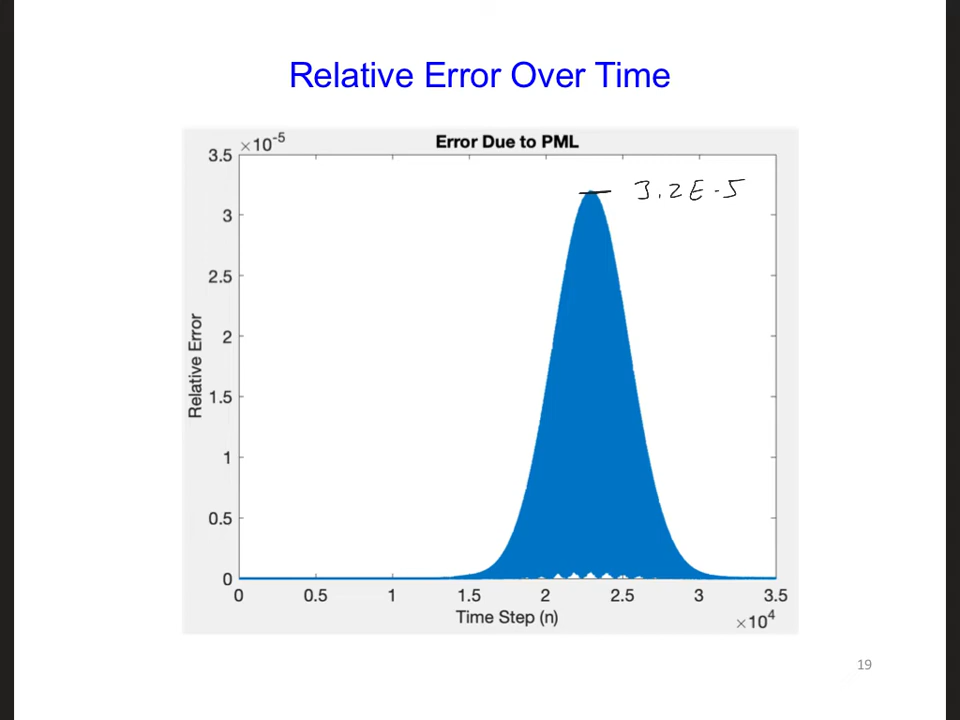 Relative Error Over Time
Error Due to PML
×10⁻⁵
3.5
3
2.5
2
1.5
1
0.5
0
Relative Error
3.2E-5
0 0.5 1 1.5 2 2.5 3 3.5
Time Step (n)
×10⁴
19